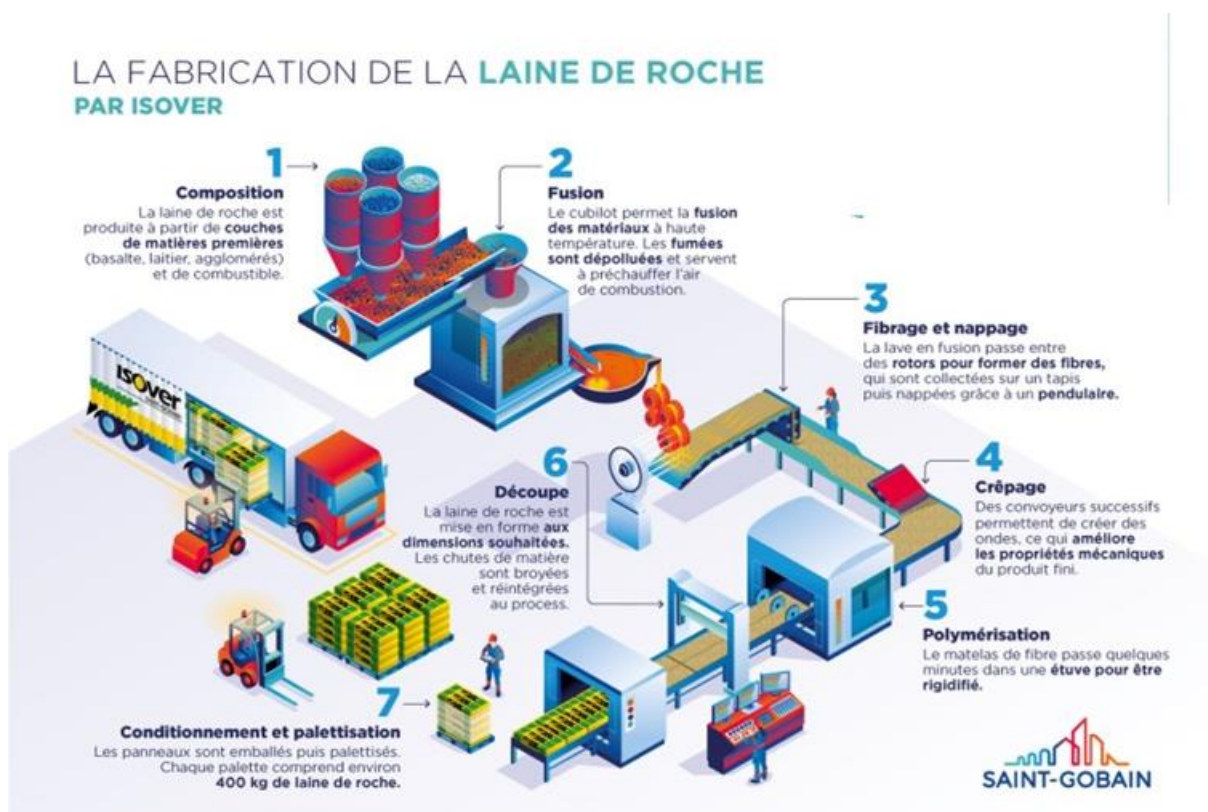 LA FABRICATION DE LA LAINE DE ROCHE
PAR ISOVER
1
Composition
La laine de roche est
produite à partir de couches
de matières premières
(basalte, laitier, agglomérés)
et de combustible.
2
Fusion
Le cubilot permet la fusion
des matériaux à haute
température. Les fumées
sont dépolluées et servent
à préchauffer l'air
de combustion.
3
Fibrage et nappage
La lave en fusion passe entre
des rotors pour former des fibres,
qui sont collectées sur un tapis
puis nappées grâce à un pendulaire.
4
Crêpage
Des convoyeurs successifs
permettent de créer des
ondes, ce qui améliore
les propriétés mécaniques
du produit fini.
5
Polymérisation
Le matelas de fibre passe quelques
minutes dans une étuve pour être
rigidifié.
6
Découpe
La laine de roche est
mise en forme aux
dimensions souhaitées.
Les chutes de matière
sont broyées
et réintégrées
au process.
7
Conditionnement et palettisation
Les panneaux sont emballés puis palettisés.
Chaque palette comprend environ
400 kg de laine de roche.
isover
SAINT-GOBAIN